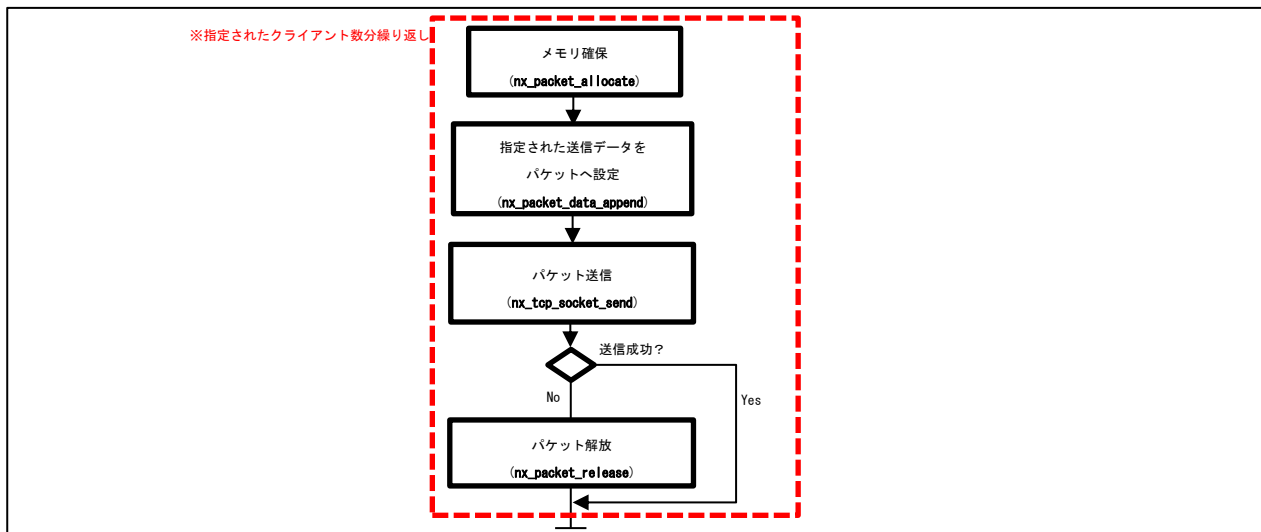 ※指定されたクライアント数分繰り返し
メモリ確保
(nx_packet_allocate)
指定された送信データを
パケットへ設定
(nx_packet_data_append)
パケット送信
(nx_tcp_socket_send)
送信成功？
No
Yes
パケット解放
(nx_packet_release)